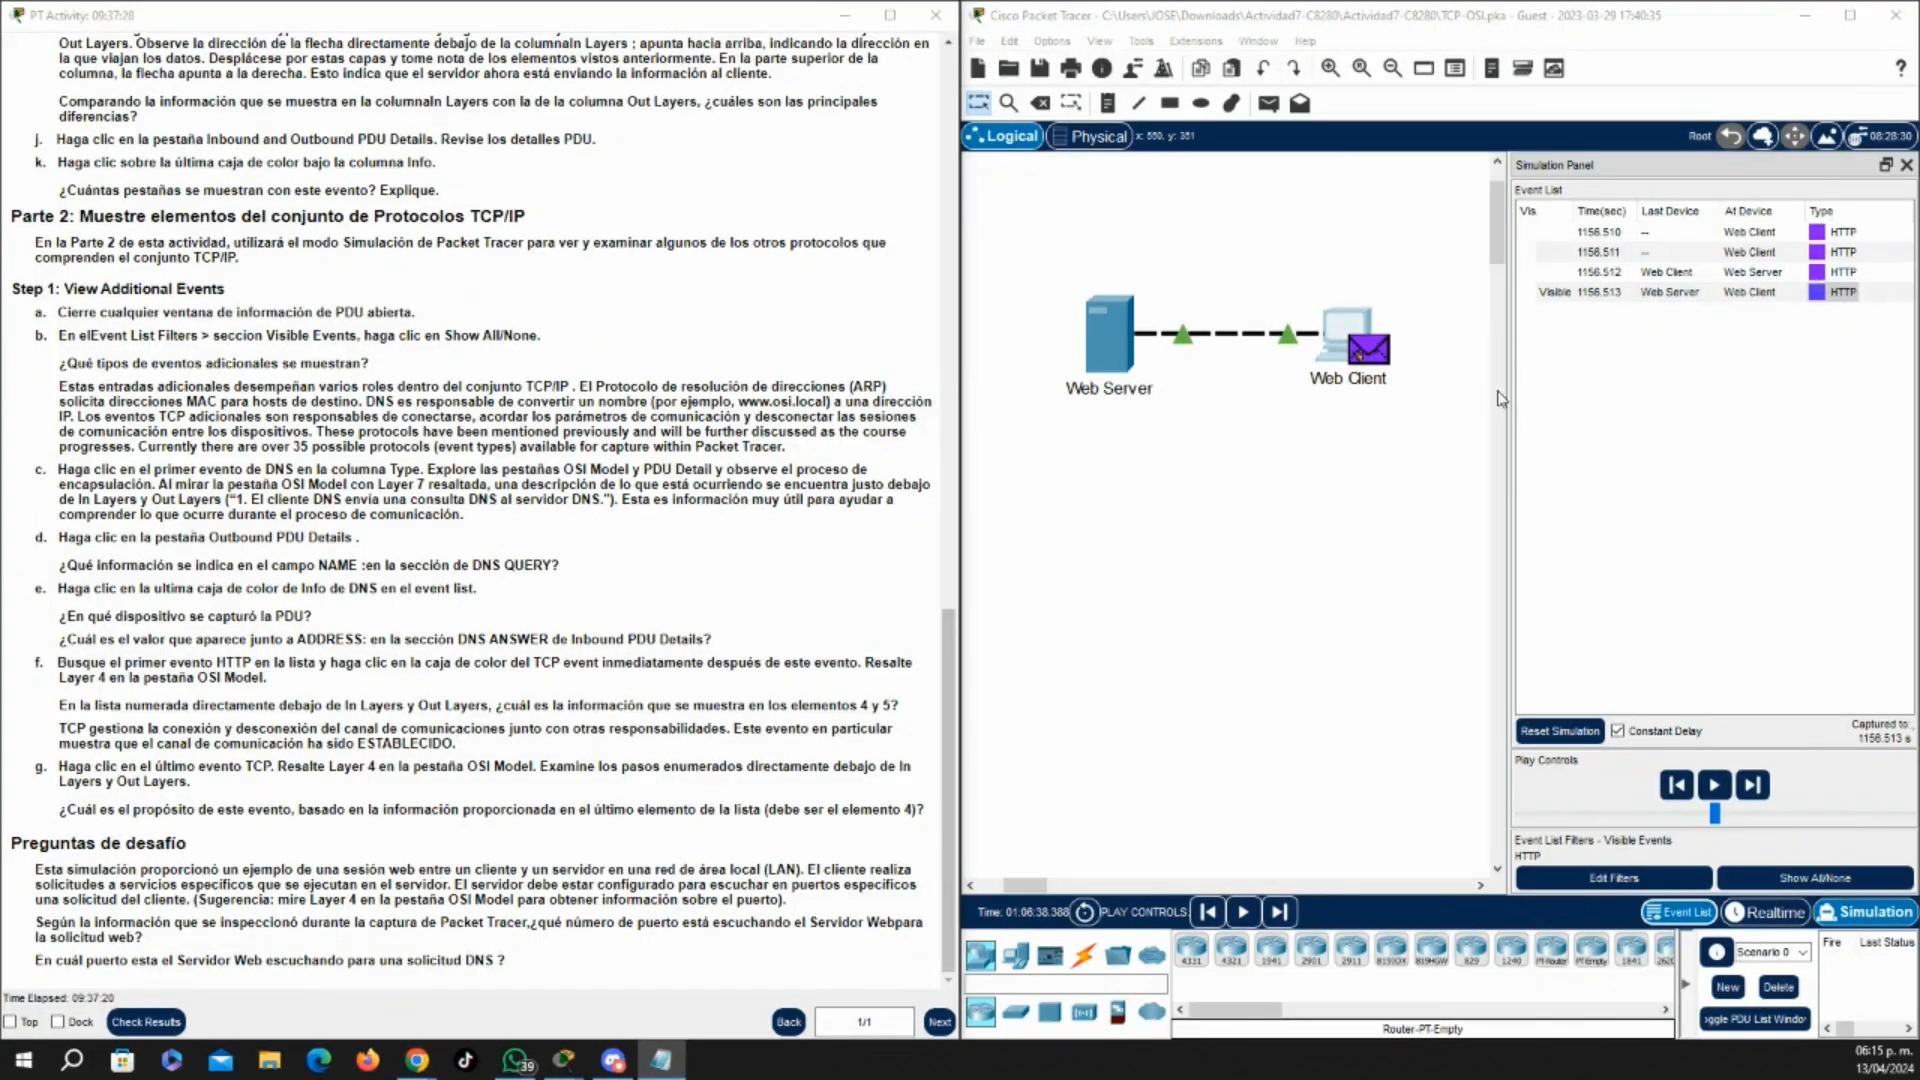 PT Activity: 09:37:20
Out Layers. Observe la dirección de la flecha directamente debajo de la columnaIn Layers ; apunta hacia arriba, indicando la dirección en
la que viajan los datos. Desplácese por estas capas y tome nota de los elementos vistos anteriormente. En la parte superior de la
columna, la flecha apunta a la derecha. Esto indica que el servidor ahora está enviando la información al cliente.
Comparando la información que se muestra en la columnaIn Layers con la de la columna Out Layers, ¿cuáles son las principales
diferencias?
j. Haga clic en la pestaña Inbound and Outbound PDU Details. Revise los detalles PDU.
k. Haga clic sobre la última caja de color bajo la columna Info.
¿Cuántas pestañas se muestran con este evento? Explique.
Parte 2: Muestre elementos del conjunto de Protocolos TCP/IP
En la Parte 2 de esta actividad, utilizará el modo Simulación de Packet Tracer para ver y examinar algunos de los otros protocolos que
comprenden el conjunto TCP/IP.
Step 1: View Additional Events
a. Cierre cualquier ventana de información de PDU abierta.
b. En elEvent List Filters > seccion Visible Events, haga clic en Show All/None.
¿Qué tipos de eventos adicionales se muestran?
Estas entradas adicionales desempeñan varios roles dentro del conjunto TCP/IP . El Protocolo de resolución de direcciones (ARP)
solicita direcciones MAC para hosts de destino. DNS es responsable de convertir un nombre (por ejemplo, www.osi.local) a una dirección
IP. Los eventos TCP adicionales son responsables de conectarse, acordar los parámetros de comunicación y desconectar las sesiones
de comunicación entre los dispositivos. These protocols have been mentioned previously and will be further discussed as the course
progresses. Currently there are over 35 possible protocols (event types) available for capture within Packet Tracer.
c. Haga clic en el primer evento de DNS en la columna Type. Explore las pestañas OSI Model y PDU Detail y observe el proceso de
encapsulación. Al mirar la pestaña OSI Model con Layer 7 resaltada, una descripción de lo que está ocurriendo se encuentra justo debajo
de In Layers y Out Layers (“1. El cliente DNS envía una consulta DNS al servidor DNS.”). Esta es información muy útil para ayudar a
comprender lo que ocurre durante el proceso de comunicación.
d. Haga clic en la pestaña Outbound PDU Details .
¿Qué información se indica en el campo NAME :en la sección de DNS QUERY?
e. Haga clic en la ultima caja de color de Info de DNS en el event list.
¿En qué dispositivo se capturó la PDU?
¿Cuál es el valor que aparece junto a ADDRESS: en la sección DNS ANSWER de Inbound PDU Details?
f. Busque el primer evento HTTP en la lista y haga clic en la caja de color del TCP event inmediatamente después de este evento. Resalte
Layer 4 en la pestaña OSI Model.
En la lista numerada directamente debajo de In Layers y Out Layers, ¿cuál es la información que se muestra en los elementos 4 y 5?
TCP gestiona la conexión y desconexión del canal de comunicaciones junto con otras responsabilidades. Este evento en particular
muestra que el canal de comunicación ha sido ESTABLECIDO.
g. Haga clic en el último evento TCP. Resalte Layer 4 en la pestaña OSI Model. Examine los pasos enumerados directamente debajo de In
Layers y Out Layers.
¿Cuál es el propósito de este evento, basado en la información proporcionada en el último elemento de la lista (debe ser el elemento 4)?
Preguntas de desafío
Esta simulación proporcionó un ejemplo de una sesión web entre un cliente y un servidor en una red de área local (LAN). El cliente realiza
solicitudes a servicios específicos que se ejecutan en el servidor. El servidor debe estar configurado para escuchar en puertos específicos
una solicitud del cliente. (Sugerencia: mire Layer 4 en la pestaña OSI Model para obtener información sobre el puerto).
Según la información que se inspeccionó durante la captura de Packet Tracer,¿qué número de puerto está escuchando el Servidor Webpara
la solicitud web?
En cuál puerto esta el Servidor Web escuchando para una solicitud DNS ?
Time Elapsed: 09:37:20
Top Dock Check Results Back 1/1 Next
Cisco Packet Tracer - C:\Users\JOSE\Downloads\Actividad7-C8280\Actividad7-C8280\TCP-OSI.pka - Guest - 2023-03-29 17:40:35
File Edit Options View Tools Extensions Window Help
?
Logical Physical x: 550, y: 351 Root 08:28:30
Web Server
Web Client
Simulation Panel
Event List
Vis. Time(sec) Last Device At Device Type
1156.510 -- Web Client HTTP
1156.511 -- Web Client HTTP
1156.512 Web Client Web Server HTTP
Visible 1156.513 Web Server Web Client HTTP
Reset Simulation Constant Delay Captured to:
1156.513 s
Play Controls
Event List Filters - Visible Events
HTTP
Edit Filters Show All/None
Time: 01:06:38.388 PLAY CONTROLS: Event List Realtime Simulation
4331 4321 1941 2901 2911 819IOX 819HGW 829 1240 PT-Router PT-Empty 1841 262
Router-PT-Empty
Scenario 0
New Delete
oggle PDU List Windo
Fire Last Status
39
06:15 p. m.
13/04/2024